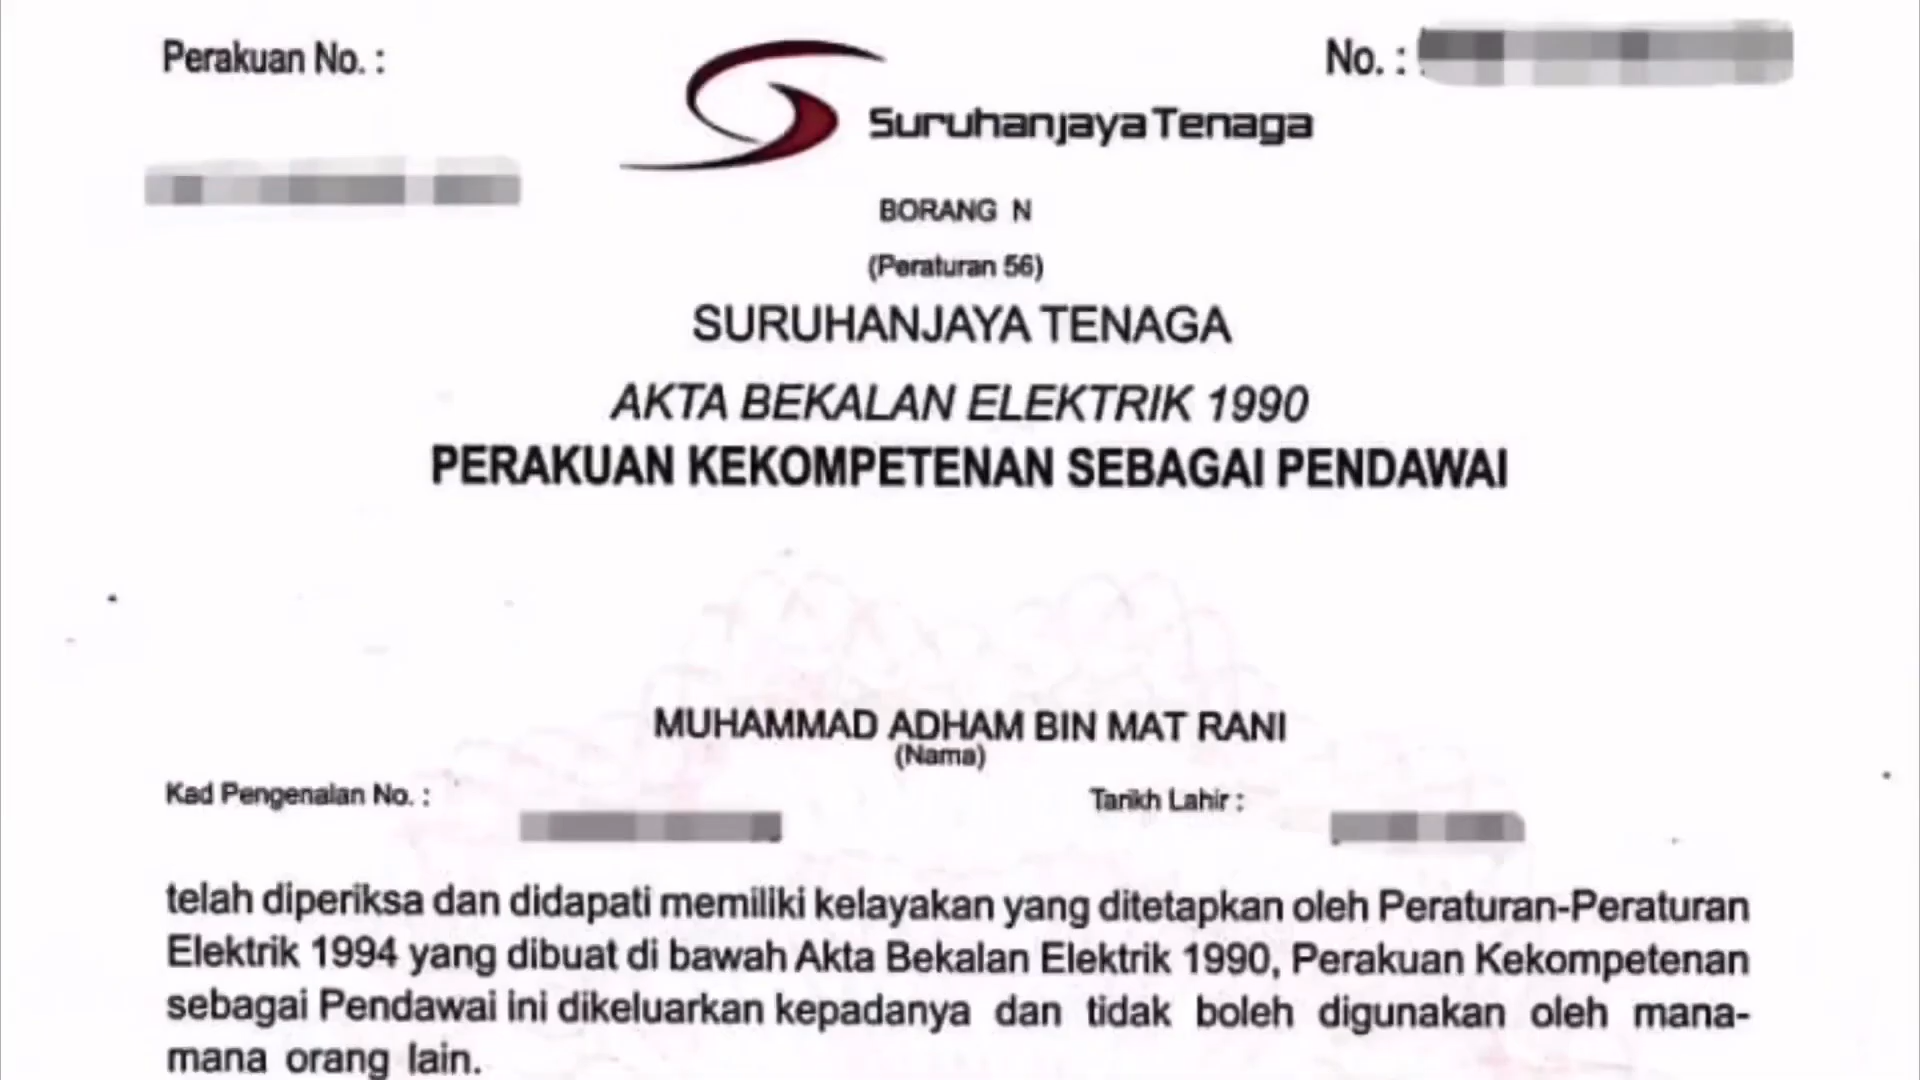 Perakuan No. :
No. :
Suruhanjaya Tenaga
BORANG N
(Peraturan 56)
SURUHANJAYA TENAGA
AKTA BEKALAN ELEKTRIK 1990
PERAKUAN KEKOMPETENAN SEBAGAI PENDAWAI
MUHAMMAD ADHAM BIN MAT RANI
(Nama)
Kad Pengenalan No. :
Tarikh Lahir :
telah diperiksa dan didapati memiliki kelayakan yang ditetapkan oleh Peraturan-Peraturan
Elektrik 1994 yang dibuat di bawah Akta Bekalan Elektrik 1990, Perakuan Kekompetenan
sebagai Pendawai ini dikeluarkan kepadanya dan tidak boleh digunakan oleh mana-
mana orang lain.